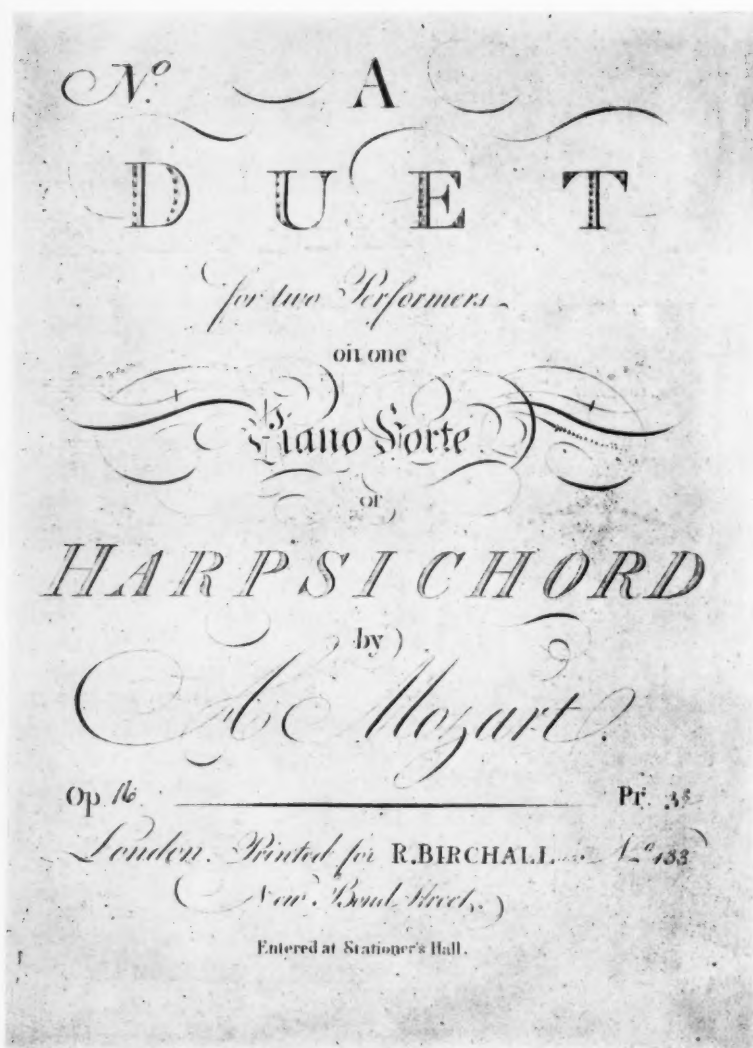 No. A
DUET
for two Performers
on one
Piano Forte
or
HARPSICHORD
by
A Mozart.
Op. 16 Pr. 3s
London. Printed for R. BIRCHALL No. 133
New Bond Street.
Entered at Stationer's Hall.